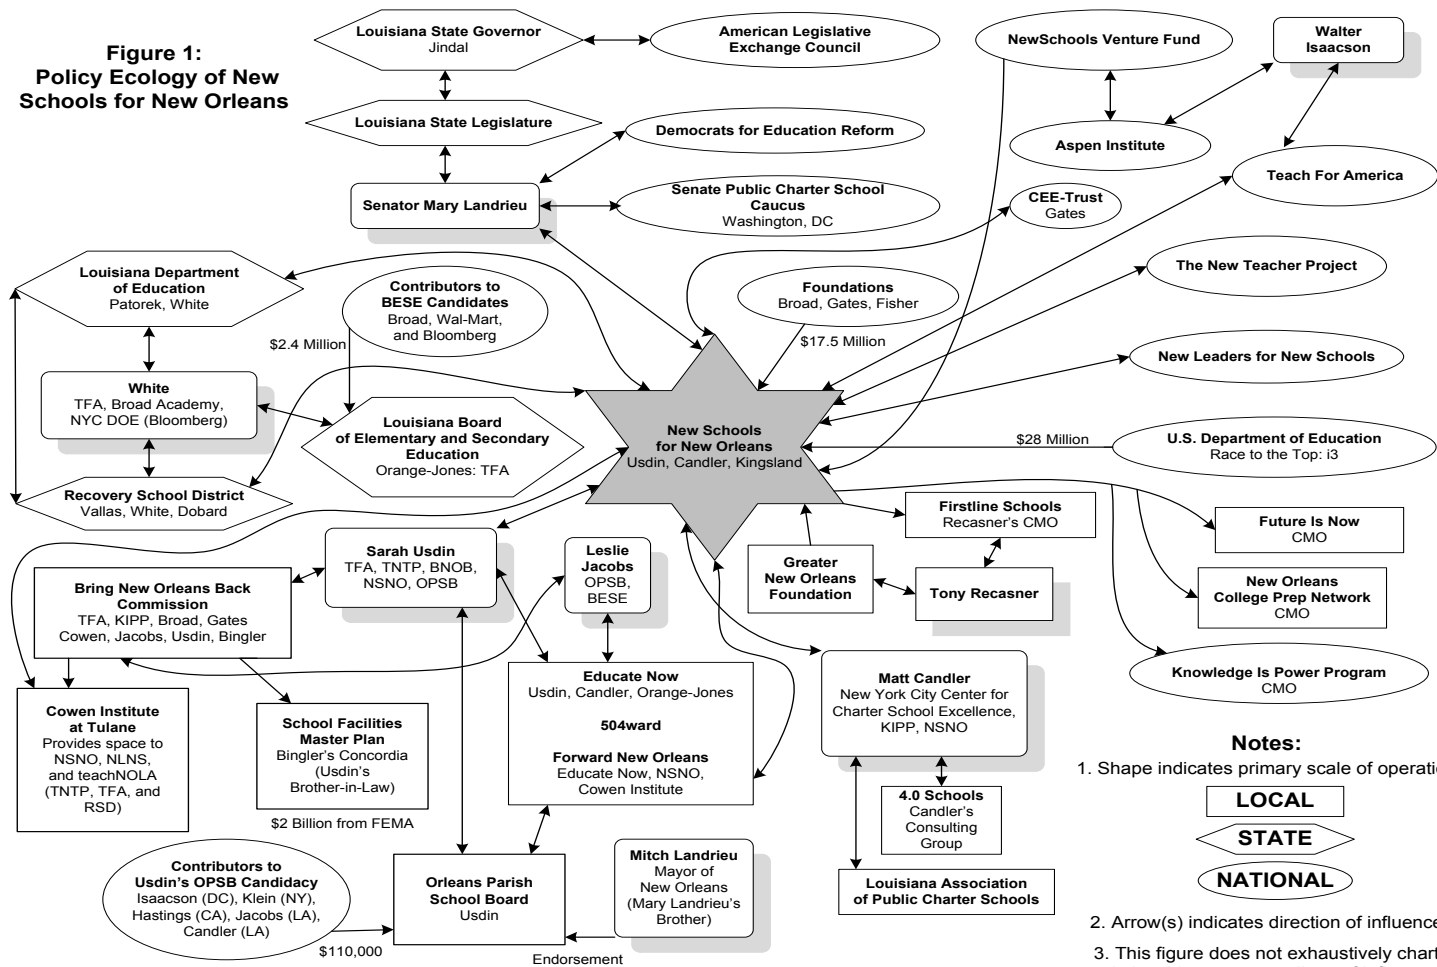 Figure 1:
Policy Ecology of New
Schools for New Orleans
Louisiana State Governor
Jindal
American Legislative
Exchange Council
NewSchools Venture Fund
Walter
Isaacson
Louisiana State Legislature
Democrats for Education Reform
Aspen Institute
Teach For America
Senator Mary Landrieu
Senate Public Charter School
Caucus
Washington, DC
CEE-Trust
Gates
Louisiana Department
of Education
Patorek, White
Contributors to
BESE Candidates
Broad, Wal-Mart,
and Bloomberg
Foundations
Broad, Gates, Fisher
The New Teacher Project
$2.4 Million
$17.5 Million
New Leaders for New Schools
White
TFA, Broad Academy,
NYC DOE (Bloomberg)
Louisiana Board
of Elementary and Secondary
Education
Orange-Jones: TFA
New Schools
for New Orleans
Usdin, Candler, Kingsland
$28 Million
U.S. Department of Education
Race to the Top: i3
Recovery School District
Vallas, White, Dobard
Firstline Schools
Recasner's CMO
Future Is Now
CMO
Sarah Usdin
TFA, TNTP, BNOB,
NSNO, OPSB
Leslie
Jacobs
OPSB,
BESE
Greater
New Orleans
Foundation
Tony Recasner
New Orleans
College Prep Network
CMO
Bring New Orleans Back
Commission
TFA, KIPP, Broad, Gates
Cowen, Jacobs, Usdin, Bingler
Knowledge Is Power Program
CMO
Educate Now
Usdin, Candler, Orange-Jones
504ward
Forward New Orleans
Educate Now, NSNO,
Cowen Institute
Matt Candler
New York City Center for
Charter School Excellence,
KIPP, NSNO
Cowen Institute
at Tulane
Provides space to
NSNO, NLNS,
and teachNOLA
(TNTP, TFA, and
RSD)
School Facilities
Master Plan
Bingler's Concordia
(Usdin's
Brother-in-Law)
$2 Billion from FEMA
4.0 Schools
Candler's
Consulting
Group
Notes:
1. Shape indicates primary scale of operati
LOCAL
STATE
NATIONAL
Contributors to
Usdin's OPSB Candidacy
Isaacson (DC), Klein (NY),
Hastings (CA), Jacobs (LA),
Candler (LA)
$110,000
Orleans Parish
School Board
Usdin
Mitch Landrieu
Mayor of
New Orleans
(Mary Landrieu's
Brother)
Endorsement
Louisiana Association
of Public Charter Schools
2. Arrow(s) indicates direction of influence
3. This figure does not exhaustively chart